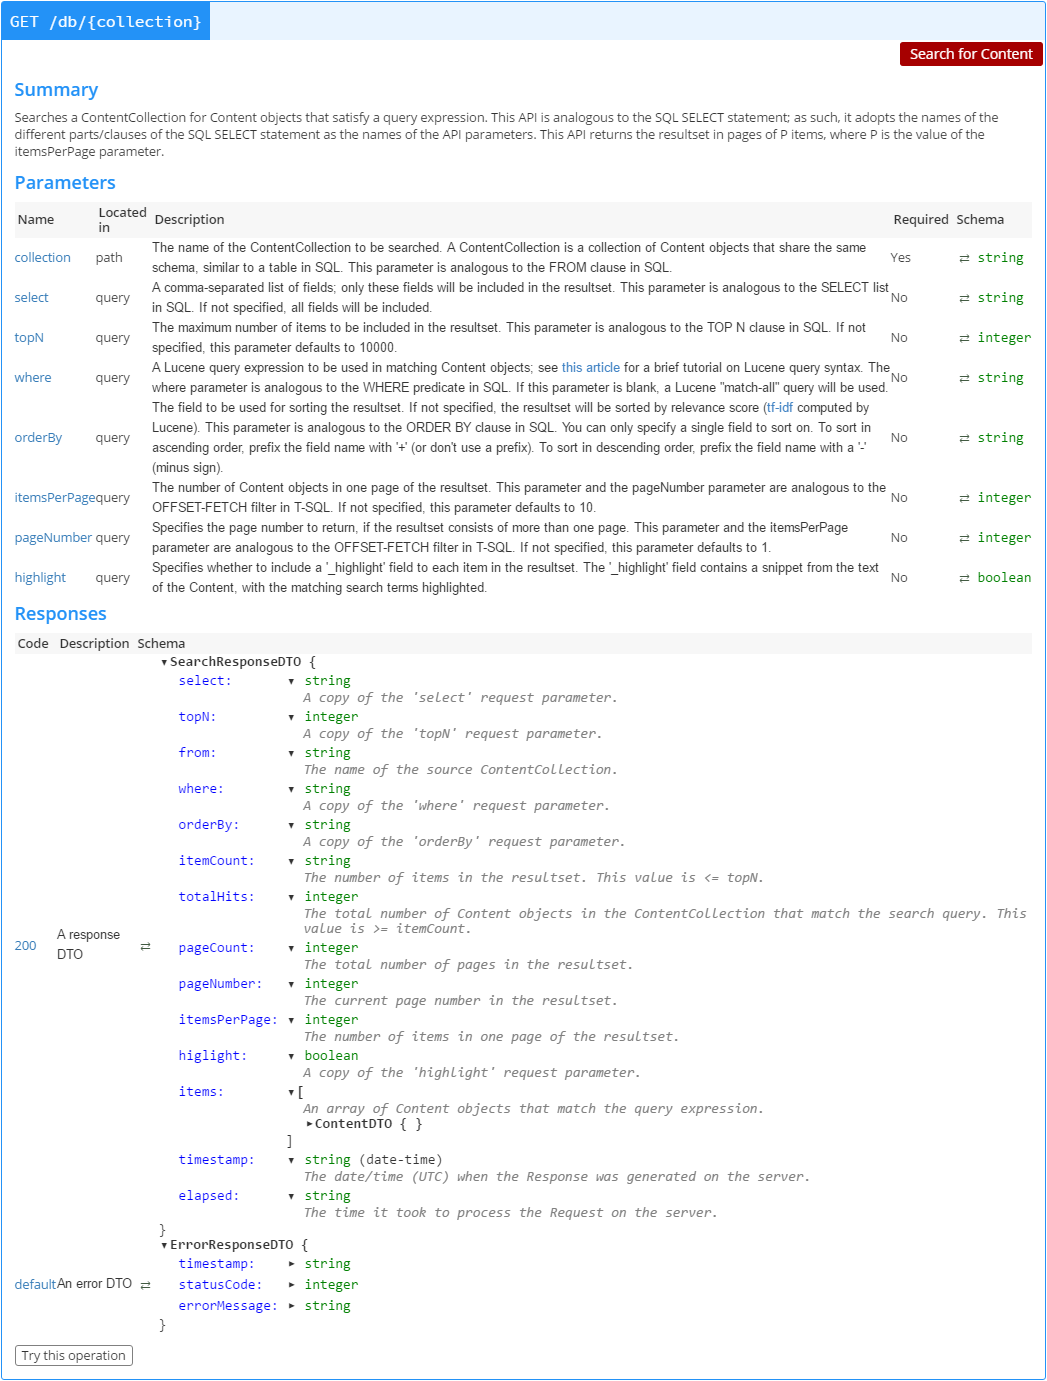 GET /db/{collection}
Search for Content
Summary
Searches a ContentCollection for Content objects that satisfy a query expression. This API is analogous to the SQL SELECT statement; as such, it adopts the names of the
different parts/clauses of the SQL SELECT statement as the names of the API parameters. This API returns the resultset in pages of P items, where P is the value of the
itemsPerPage parameter.
Parameters
Name Located in Description Required Schema
collection path The name of the ContentCollection to be searched. A ContentCollection is a collection of Content objects that share the same Yes ⇄ string
schema, similar to a table in SQL. This parameter is analogous to the FROM clause in SQL.
select query A comma-separated list of fields; only these fields will be included in the resultset. This parameter is analogous to the SELECT list No ⇄ string
in SQL. If not specified, all fields will be included.
topN query The maximum number of items to be included in the resultset. This parameter is analogous to the TOP N clause in SQL. If not No ⇄ integer
specified, this parameter defaults to 10000.
where query A Lucene query expression to be used in matching Content objects; see this article for a brief tutorial on Lucene query syntax. The No ⇄ string
where parameter is analogous to the WHERE predicate in SQL. If this parameter is blank, a Lucene "match-all" query will be used.
orderBy query The field to be used for sorting the resultset. If not specified, the resultset will be sorted by relevance score (tf-idf computed by No ⇄ string
Lucene). This parameter is analogous to the ORDER BY clause in SQL. You can only specify a single field to sort on. To sort in
ascending order, prefix the field name with '+' (or don't use a prefix). To sort in descending order, prefix the field name with a '-'
(minus sign).
itemsPerPage query The number of Content objects in one page of the resultset. This parameter and the pageNumber parameter are analogous to the No ⇄ integer
OFFSET-FETCH filter in T-SQL. If not specified, this parameter defaults to 10.
pageNumber query Specifies the page number to return, if the resultset consists of more than one page. This parameter and the itemsPerPage No ⇄ integer
parameter are analogous to the OFFSET-FETCH filter in T-SQL. If not specified, this parameter defaults to 1.
highlight query Specifies whether to include a '_highlight' field to each item in the resultset. The '_highlight' field contains a snippet from the text No ⇄ boolean
of the Content, with the matching search terms highlighted.
Responses
Code Description Schema
200 A response DTO ⇄
▾SearchResponseDTO {
select: ▾ string
A copy of the 'select' request parameter.
topN: ▾ integer
A copy of the 'topN' request parameter.
from: ▾ string
The name of the source ContentCollection.
where: ▾ string
A copy of the 'where' request parameter.
orderBy: ▾ string
A copy of the 'orderBy' request parameter.
itemCount: ▾ string
The number of items in the resultset. This value is <= topN.
totalHits: ▾ integer
The total number of Content objects in the ContentCollection that match the search query. This
value is >= itemCount.
pageCount: ▾ integer
The total number of pages in the resultset.
pageNumber: ▾ integer
The current page number in the resultset.
itemsPerPage: ▾ integer
The number of items in one page of the resultset.
higlight: ▾ boolean
A copy of the 'highlight' request parameter.
items: ▾[
An array of Content objects that match the query expression.
▸ContentDTO { }
]
timestamp: ▾ string (date-time)
The date/time (UTC) when the Response was generated on the server.
elapsed: ▾ string
The time it took to process the Request on the server.
}
default An error DTO ⇄
▾ErrorResponseDTO {
timestamp: ▸ string
statusCode: ▸ integer
errorMessage: ▸ string
}
Try this operation